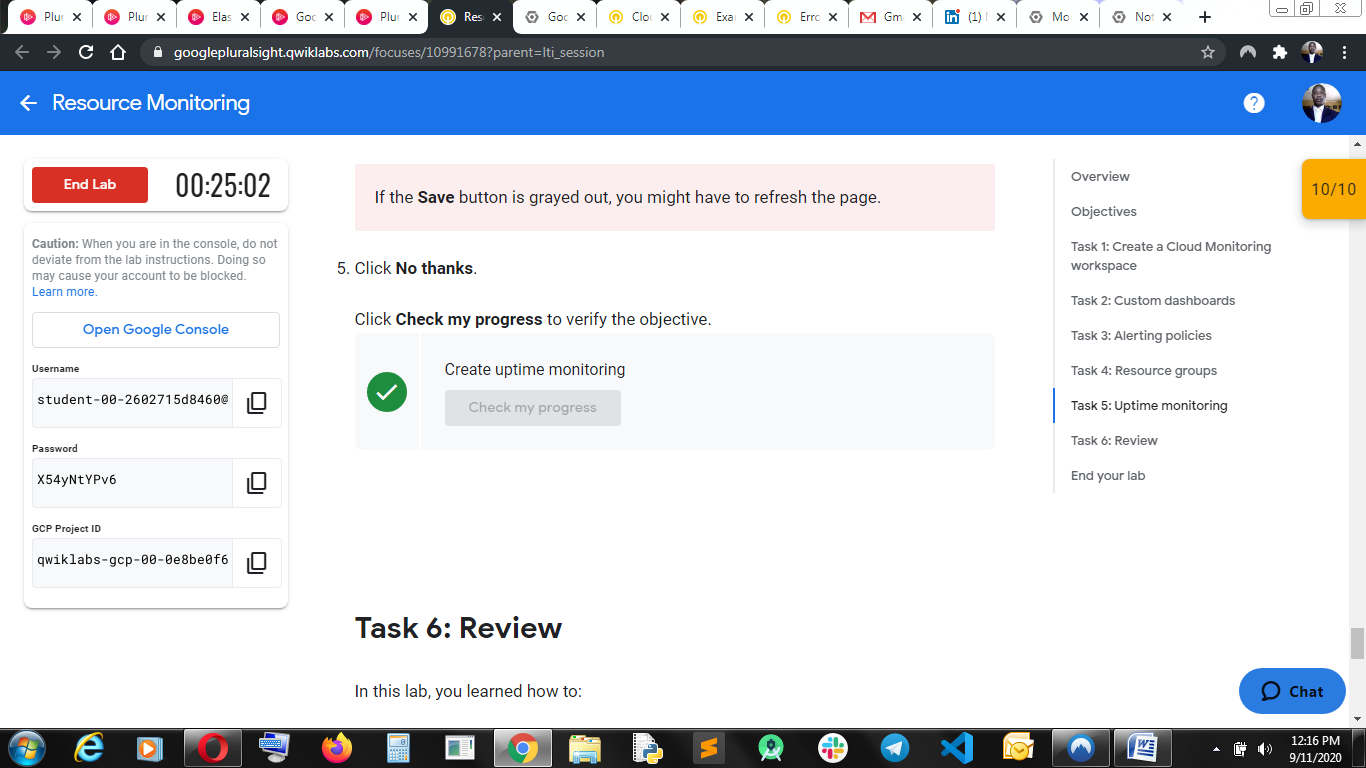 Plur
Plur
Elas
Goo
Plur
Res
Goo
Clo
Exa
Erro
Gma
(1)
Mo
Not
googlepluralsight.qwiklabs.com/focuses/10991678?parent=lti_session
Resource Monitoring
End Lab
00:25:02
Caution: When you are in the console, do not
deviate from the lab instructions. Doing so
may cause your account to be blocked.
Learn more.
Open Google Console
Username
student-00-2602715d8460@
Password
X54yNtYPv6
GCP Project ID
qwiklabs-gcp-00-0e8be0f6
If the Save button is grayed out, you might have to refresh the page.
5. Click No thanks.
Click Check my progress to verify the objective.
Create uptime monitoring
Check my progress
Task 6: Review
In this lab, you learned how to:
Overview
Objectives
Task 1: Create a Cloud Monitoring
workspace
Task 2: Custom dashboards
Task 3: Alerting policies
Task 4: Resource groups
Task 5: Uptime monitoring
Task 6: Review
End your lab
10/10
Chat
12:16 PM
9/11/2020